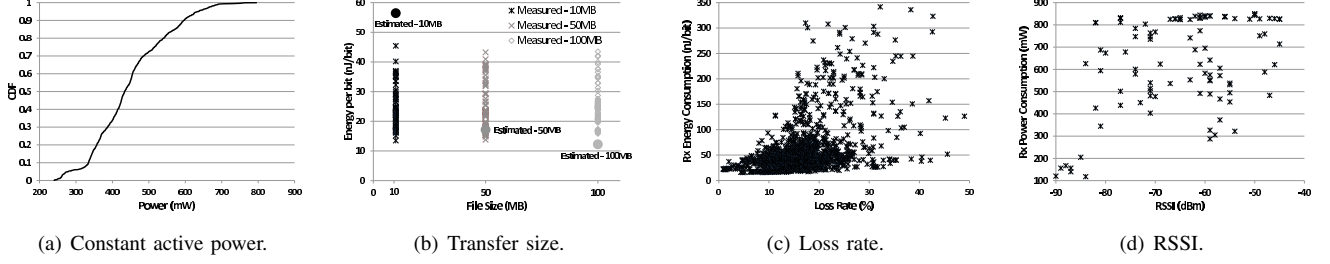 1
0.9
0.8
0.7
0.6
0.5
0.4
0.3
0.2
0.1
0
CDF
200 300 400 500 600 700 800 900
Power (mW)
(a) Constant active power.
60
50
40
30
20
10
0
Energy per bit (nJ/bit)
Estimated - 10MB
Measured - 10MB
Measured - 50MB
Measured - 100MB
Estimated - 50MB
Estimated - 100MB
0 10 50 100
File Size (MB)
(b) Transfer size.
350
300
250
200
150
100
50
0
Rx Energy Consumption (nJ/bit)
0 10 20 30 40 50
Loss Rate (%)
(c) Loss rate.
900
800
700
600
500
400
300
200
100
Rx Power Consumption (mW)
-90 -80 -70 -60 -50 -40
RSSI (dBm)
(d) RSSI.